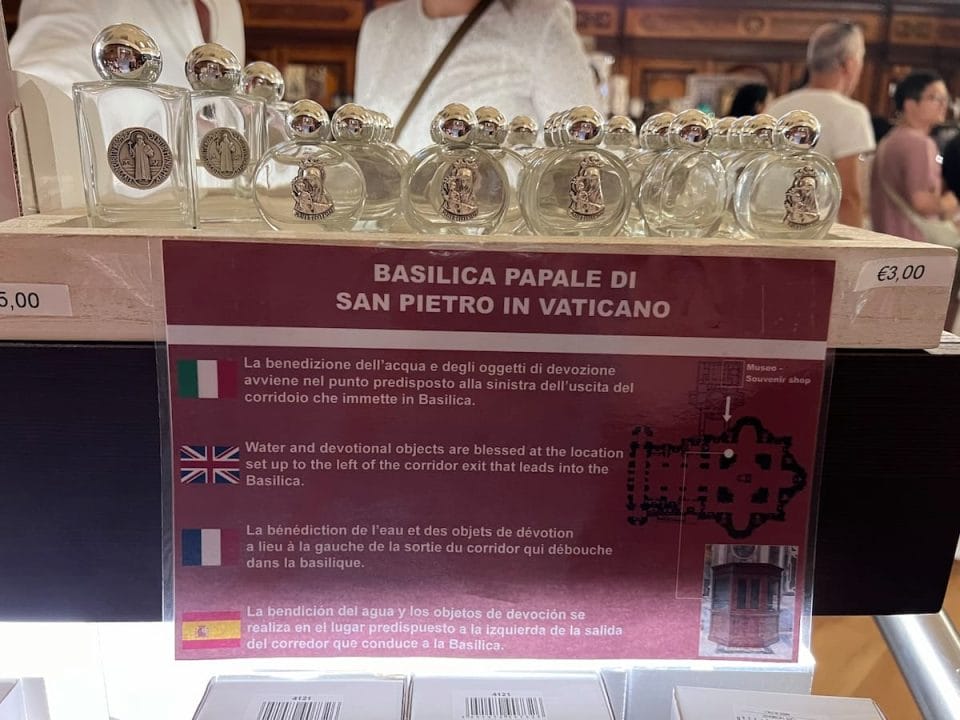 €3,00
5,00
BASILICA PAPALE DI
SAN PIETRO IN VATICANO
La benedizione dell'acqua e degli oggetti di devozione
avviene nel punto predisposto alla sinistra dell'uscita del
corridoio che immette in Basilica.
Museo -
Souvenir shop
Water and devotional objects are blessed at the location
set up to the left of the corridor exit that leads into the
Basilica.
La bénédiction de l'eau et des objets de dévotion
a lieu à la gauche de la sortie du corridor qui débouche
dans la basilique.
La bendición del agua y los objetos de devoción se
realiza en el lugar predispuesto a la izquierda de la salida
del corredor que conduce a la Basilica.
4121
4121